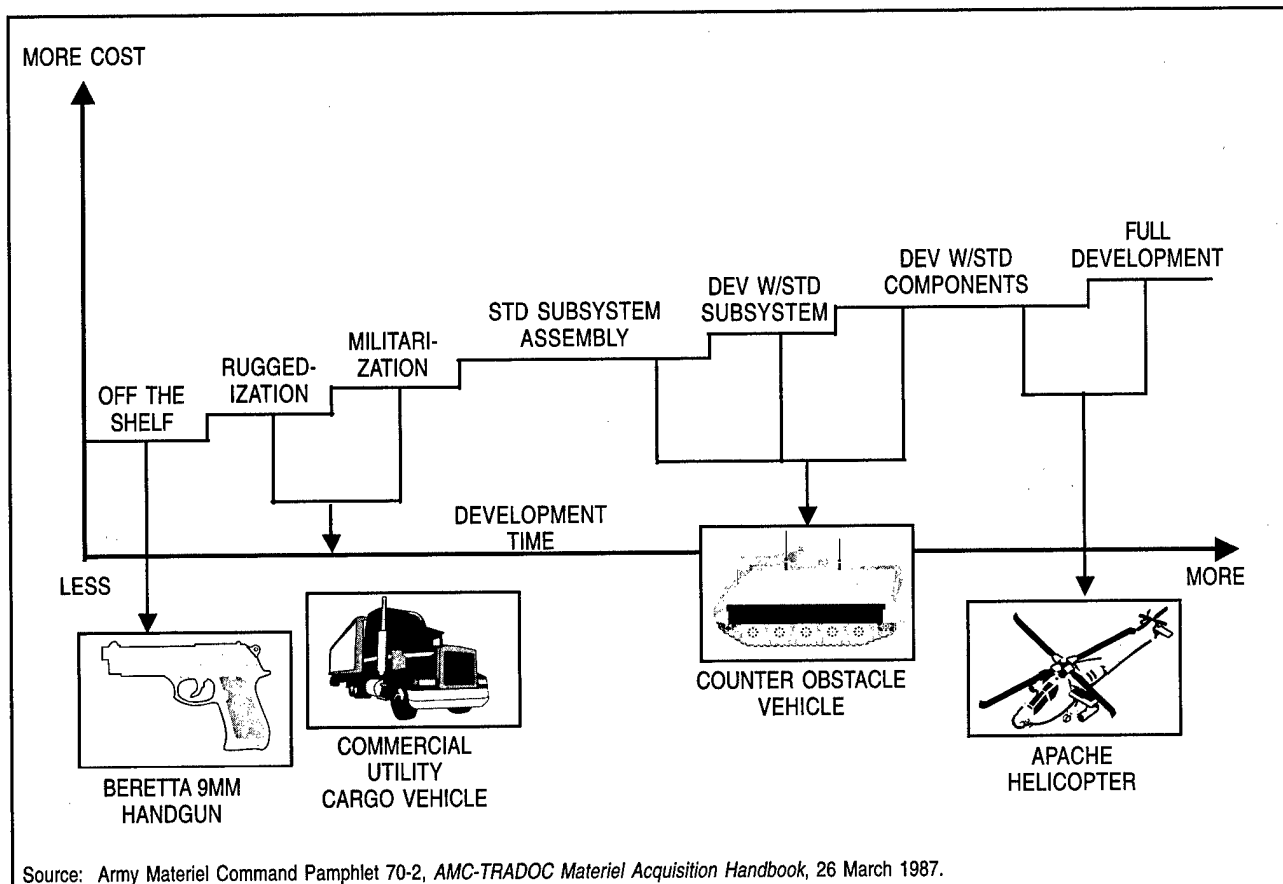 MORE COST
FULL
DEVELOPMENT
DEV W/STD
COMPONENTS
DEV W/STD
SUBSYSTEM
STD SUBSYSTEM
ASSEMBLY
MILITARI-
ZATION
RUGGED-
IZATION
OFF THE
SHELF
DEVELOPMENT
TIME
LESS
MORE
BERETTA 9MM
HANDGUN
COMMERCIAL
UTILITY
CARGO VEHICLE
COUNTER OBSTACLE
VEHICLE
APACHE
HELICOPTER
Source: Army Materiel Command Pamphlet 70-2, AMC-TRADOC Materiel Acquisition Handbook, 26 March 1987.